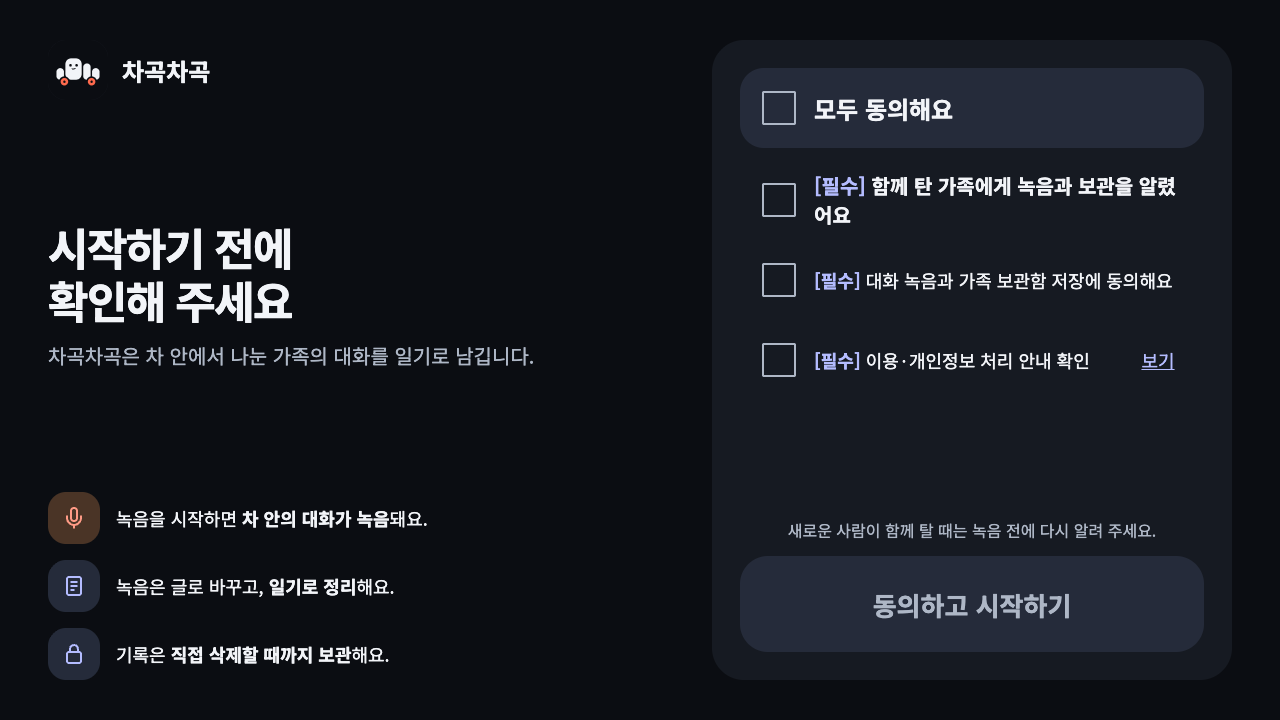 차곡차곡
시작하기 전에
확인해 주세요
차곡차곡은 차 안에서 나눈 가족의 대화를 일기로 남깁니다.
녹음을 시작하면 차 안의 대화가 녹음돼요.
녹음은 글로 바꾸고, 일기로 정리해요.
기록은 직접 삭제할 때까지 보관해요.
모두 동의해요
[필수] 함께 탄 가족에게 녹음과 보관을 알렸
어요
[필수] 대화 녹음과 가족 보관함 저장에 동의해요
[필수] 이용·개인정보 처리 안내 확인 보기
새로운 사람이 함께 탈 때는 녹음 전에 다시 알려 주세요.
동의하고 시작하기